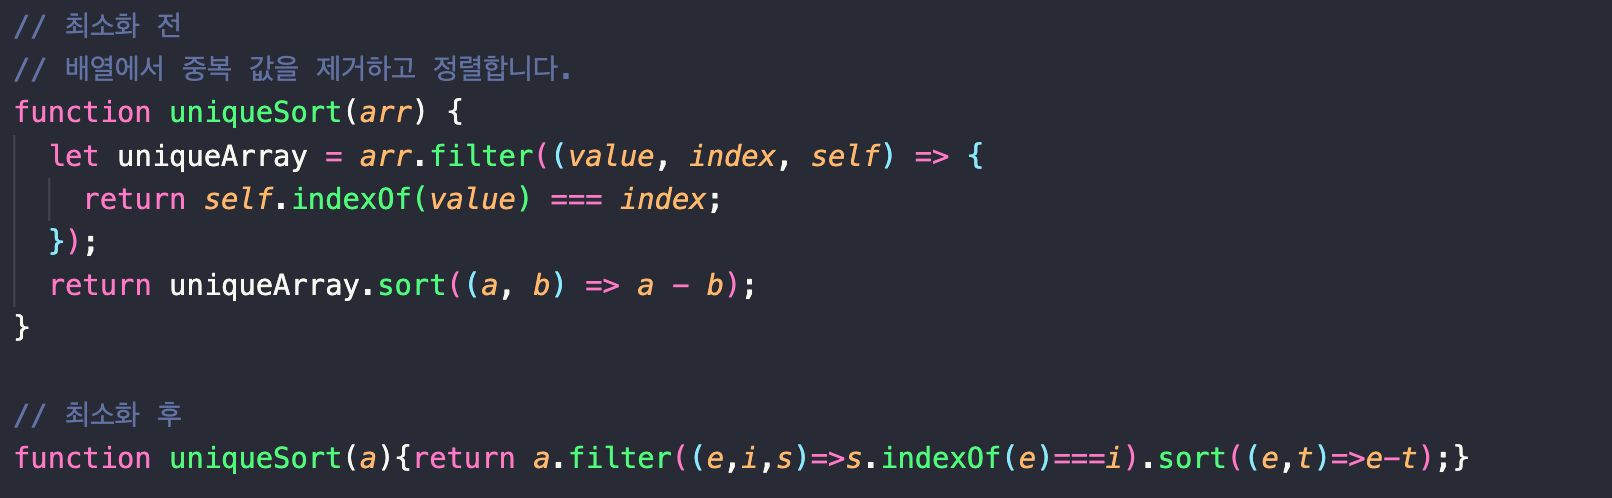 // 최소화 전
// 배열에서 중복 값을 제거하고 정렬합니다.
function uniqueSort(arr) {
  let uniqueArray = arr.filter((value, index, self) => {
    return self.indexOf(value) === index;
  });
  return uniqueArray.sort((a, b) => a - b);
}

// 최소화 후
function uniqueSort(a){return a.filter((e,i,s)=>s.indexOf(e)===i).sort((e,t)=>e-t);}